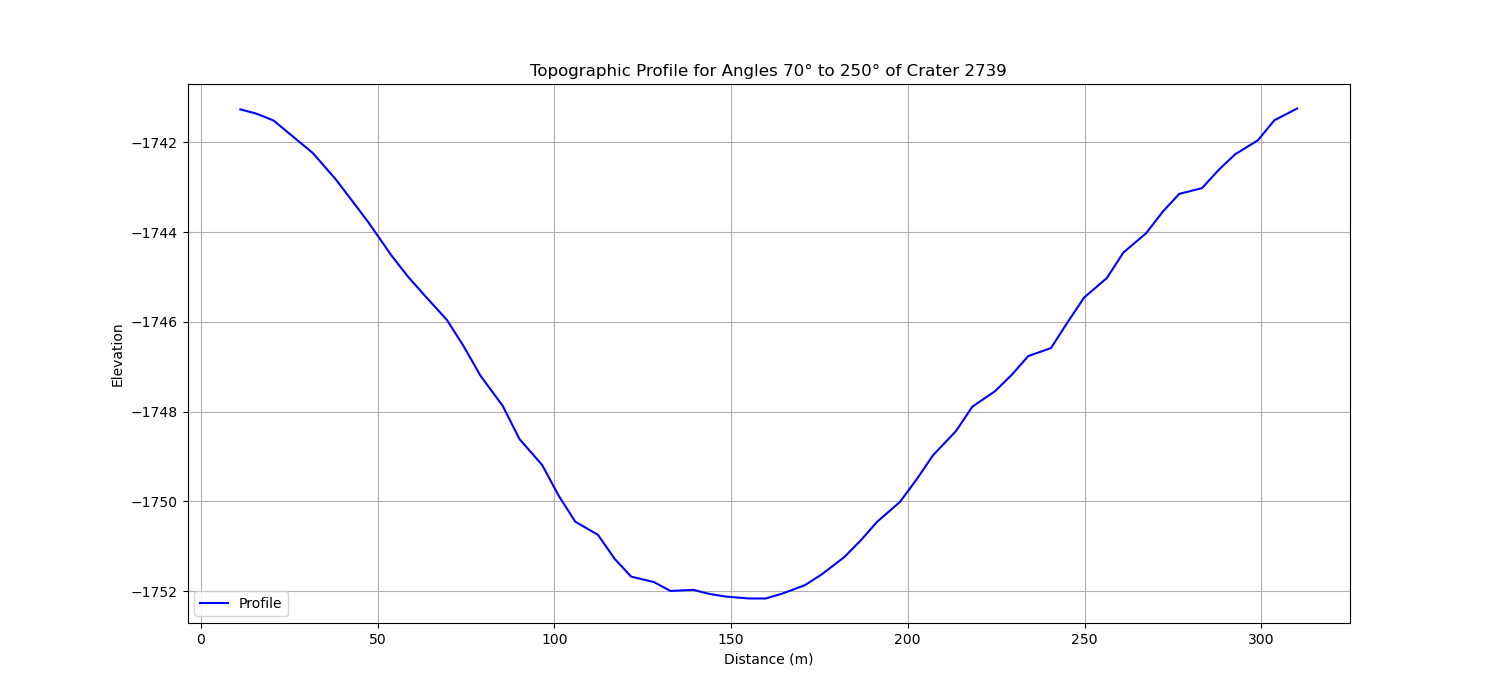 Topographic Profile for Angles 70° to 250° of Crater 2739
Elevation
−1742
−1744
−1746
−1748
−1750
−1752
Profile
0 50 100 150 200 250 300
Distance (m)